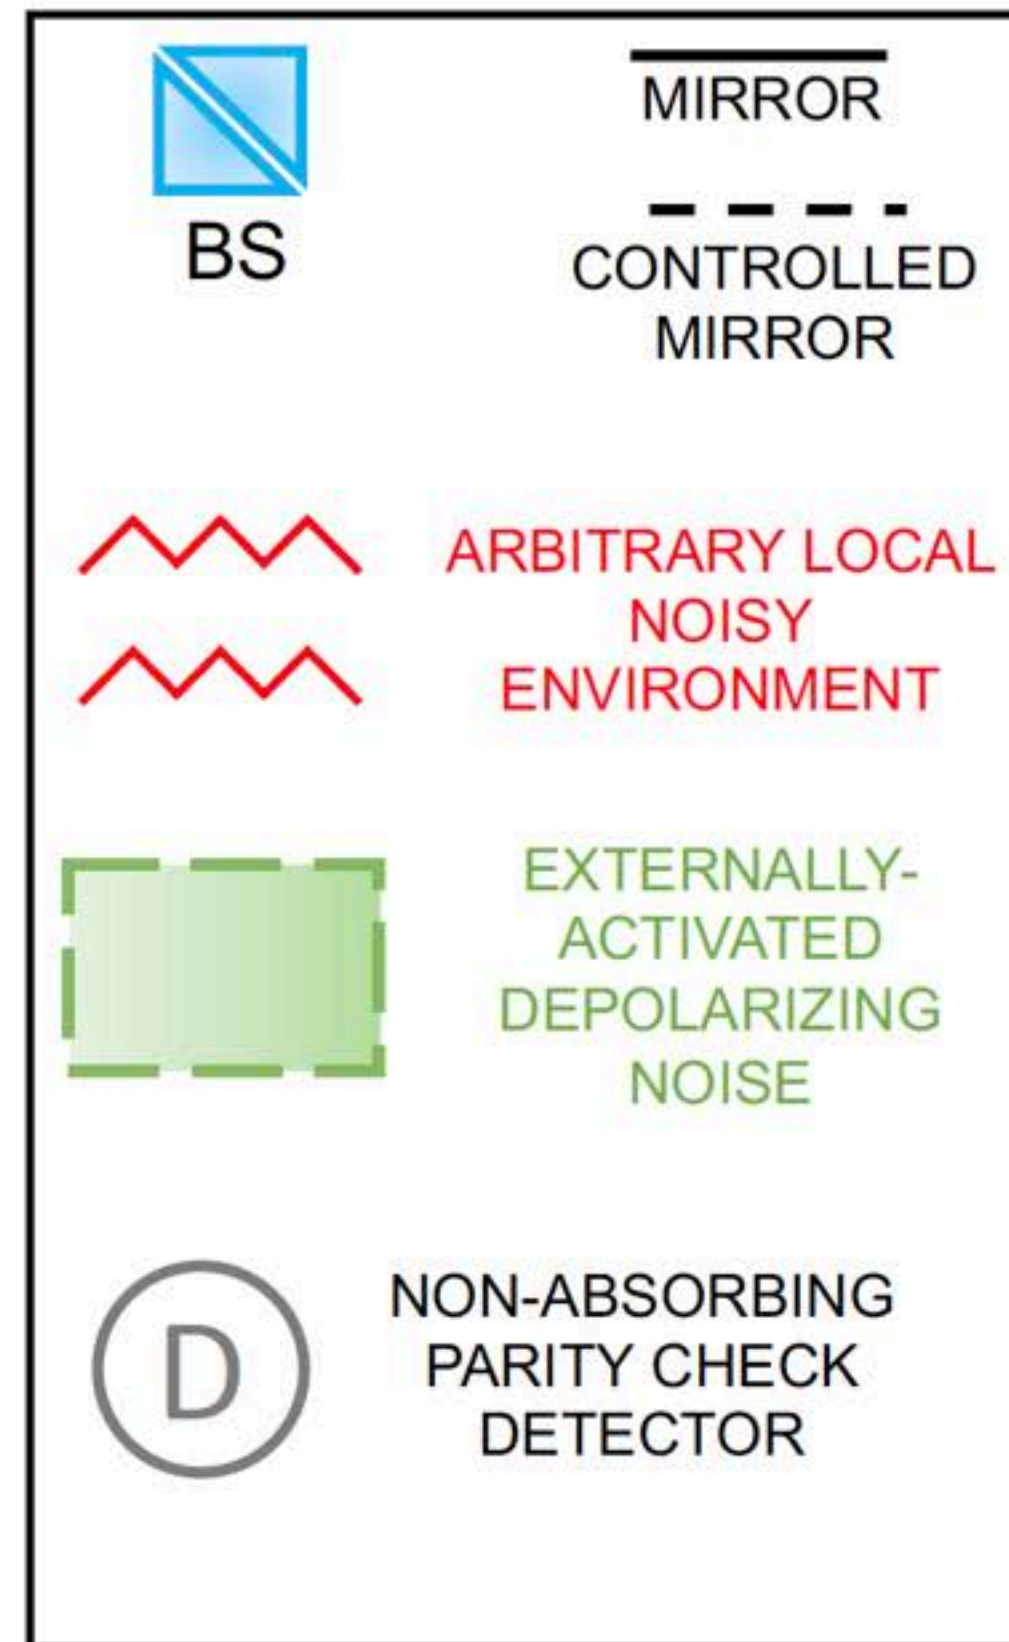 BS
MIRROR
CONTROLLED
MIRROR
ARBITRARY LOCAL
NOISY
ENVIRONMENT
EXTERNALLY-
ACTIVATED
DEPOLARIZING
NOISE
D
NON-ABSORBING
PARITY CHECK
DETECTOR